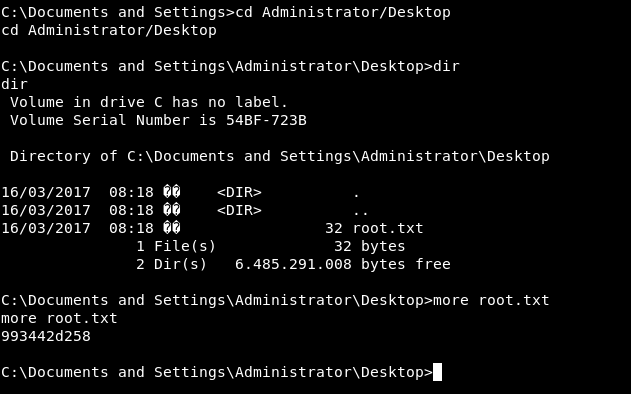 C:\Documents and Settings>cd Administrator/Desktop
cd Administrator/Desktop
C:\Documents and Settings\Administrator\Desktop>dir
dir
 Volume in drive C has no label.
 Volume Serial Number is 54BF-723B
 Directory of C:\Documents and Settings\Administrator\Desktop
16/03/2017  08:18 ��    <DIR>          .
16/03/2017  08:18 ��    <DIR>          ..
16/03/2017  08:18 ��                32 root.txt
               1 File(s)             32 bytes
               2 Dir(s)   6.485.291.008 bytes free
C:\Documents and Settings\Administrator\Desktop>more root.txt
more root.txt
993442d258
C:\Documents and Settings\Administrator\Desktop>